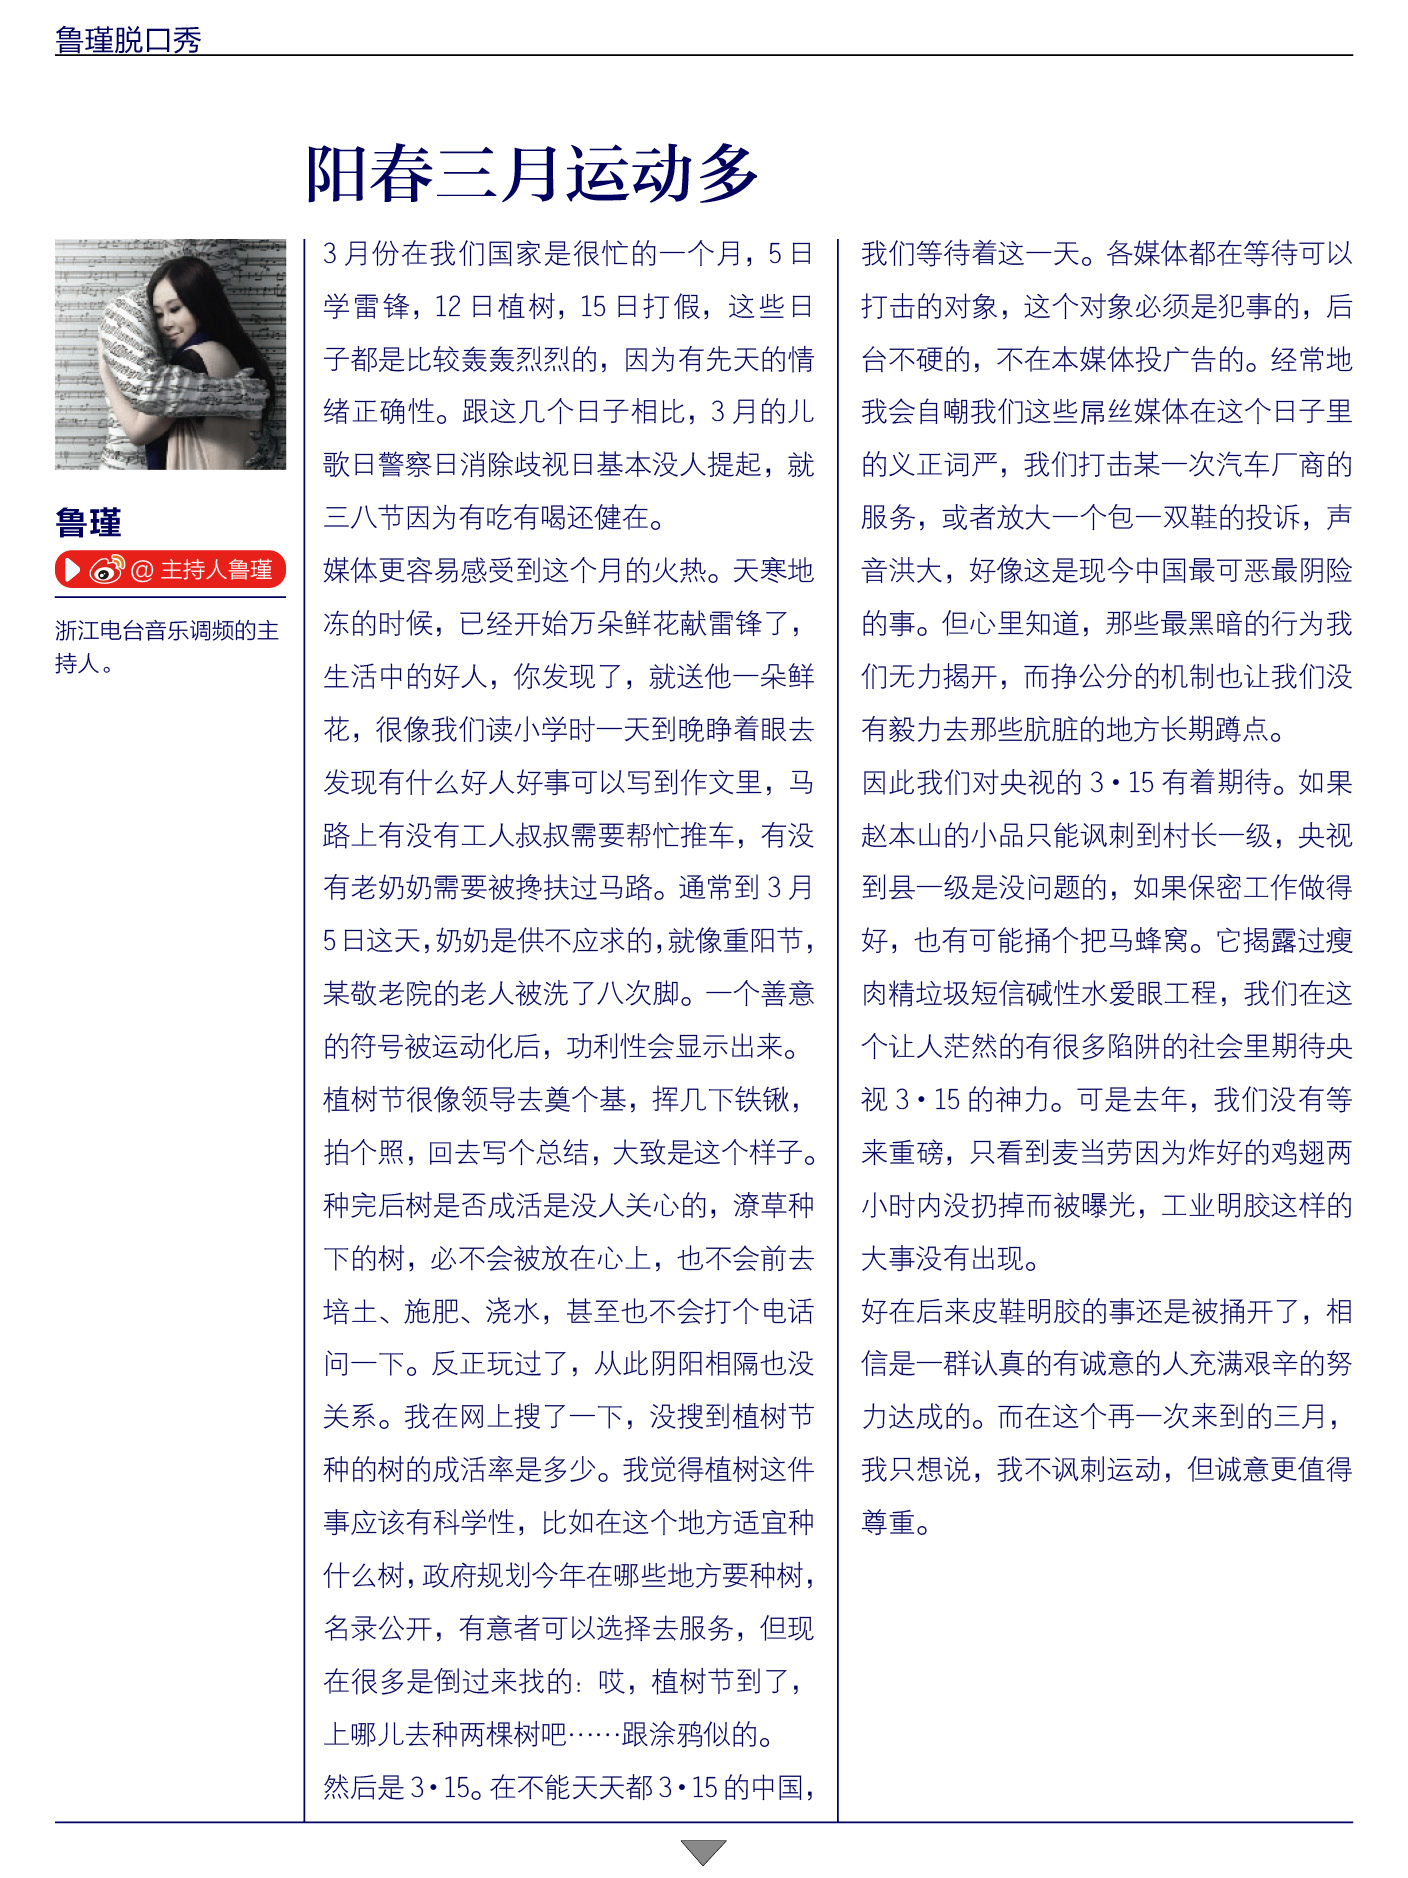 鲁瑾脱口秀
阳春三月运动多
鲁瑾
@主持人鲁瑾
浙江电台音乐调频的主
持人。
3月份在我们国家是很忙的一个月，5日
学雷锋，12日植树，15日打假，这些日
子都是比较轰轰烈烈的，因为有先天的情
绪正确性。跟这几个日子相比，3月的儿
歌日警察日消除歧视日基本没人提起，就
三八节因为有吃有喝还健在。
媒体更容易感受到这个月的火热。天寒地
冻的时候，已经开始万朵鲜花献雷锋了，
生活中的好人，你发现了，就送他一朵鲜
花，很像我们读小学时一天到晚睁着眼去
发现有什么好人好事可以写到作文里，马
路上有没有工人叔叔需要帮忙推车，有没
有老奶奶需要被搀扶过马路。通常到3月
5日这天，奶奶是供不应求的，就像重阳节，
某敬老院的老人被洗了八次脚。一个善意
的符号被运动化后，功利性会显示出来。
植树节很像领导去奠个基，挥几下铁锹，
拍个照，回去写个总结，大致是这个样子。
种完后树是否成活是没人关心的，潦草种
下的树，必不会被放在心上，也不会前去
培土、施肥、浇水，甚至也不会打个电话
问一下。反正玩过了，从此阴阳相隔也没
关系。我在网上搜了一下，没搜到植树节
种的树的成活率是多少。我觉得植树这件
事应该有科学性，比如在这个地方适宜种
什么树，政府规划今年在哪些地方要种树，
名录公开，有意者可以选择去服务，但现
在很多是倒过来找的：哎，植树节到了，
上哪儿去种两棵树吧……跟涂鸦似的。
然后是3·15。在不能天天都3·15的中国，
我们等待着这一天。各媒体都在等待可以
打击的对象，这个对象必须是犯事的，后
台不硬的，不在本媒体投广告的。经常地
我会自嘲我们这些屌丝媒体在这个日子里
的义正词严，我们打击某一次汽车厂商的
服务，或者放大一个包一双鞋的投诉，声
音洪大，好像这是现今中国最可恶最阴险
的事。但心里知道，那些最黑暗的行为我
们无力揭开，而挣公分的机制也让我们没
有毅力去那些肮脏的地方长期蹲点。
因此我们对央视的3·15有着期待。如果
赵本山的小品只能讽刺到村长一级，央视
到县一级是没问题的，如果保密工作做得
好，也有可能捅个把马蜂窝。它揭露过瘦
肉精垃圾短信碱性水爱眼工程，我们在这
个让人茫然的有很多陷阱的社会里期待央
视3·15的神力。可是去年，我们没有等
来重磅，只看到麦当劳因为炸好的鸡翅两
小时内没扔掉而被曝光，工业明胶这样的
大事没有出现。
好在后来皮鞋明胶的事还是被捅开了，相
信是一群认真的有诚意的人充满艰辛的努
力达成的。而在这个再一次来到的三月，
我只想说，我不讽刺运动，但诚意更值得
尊重。